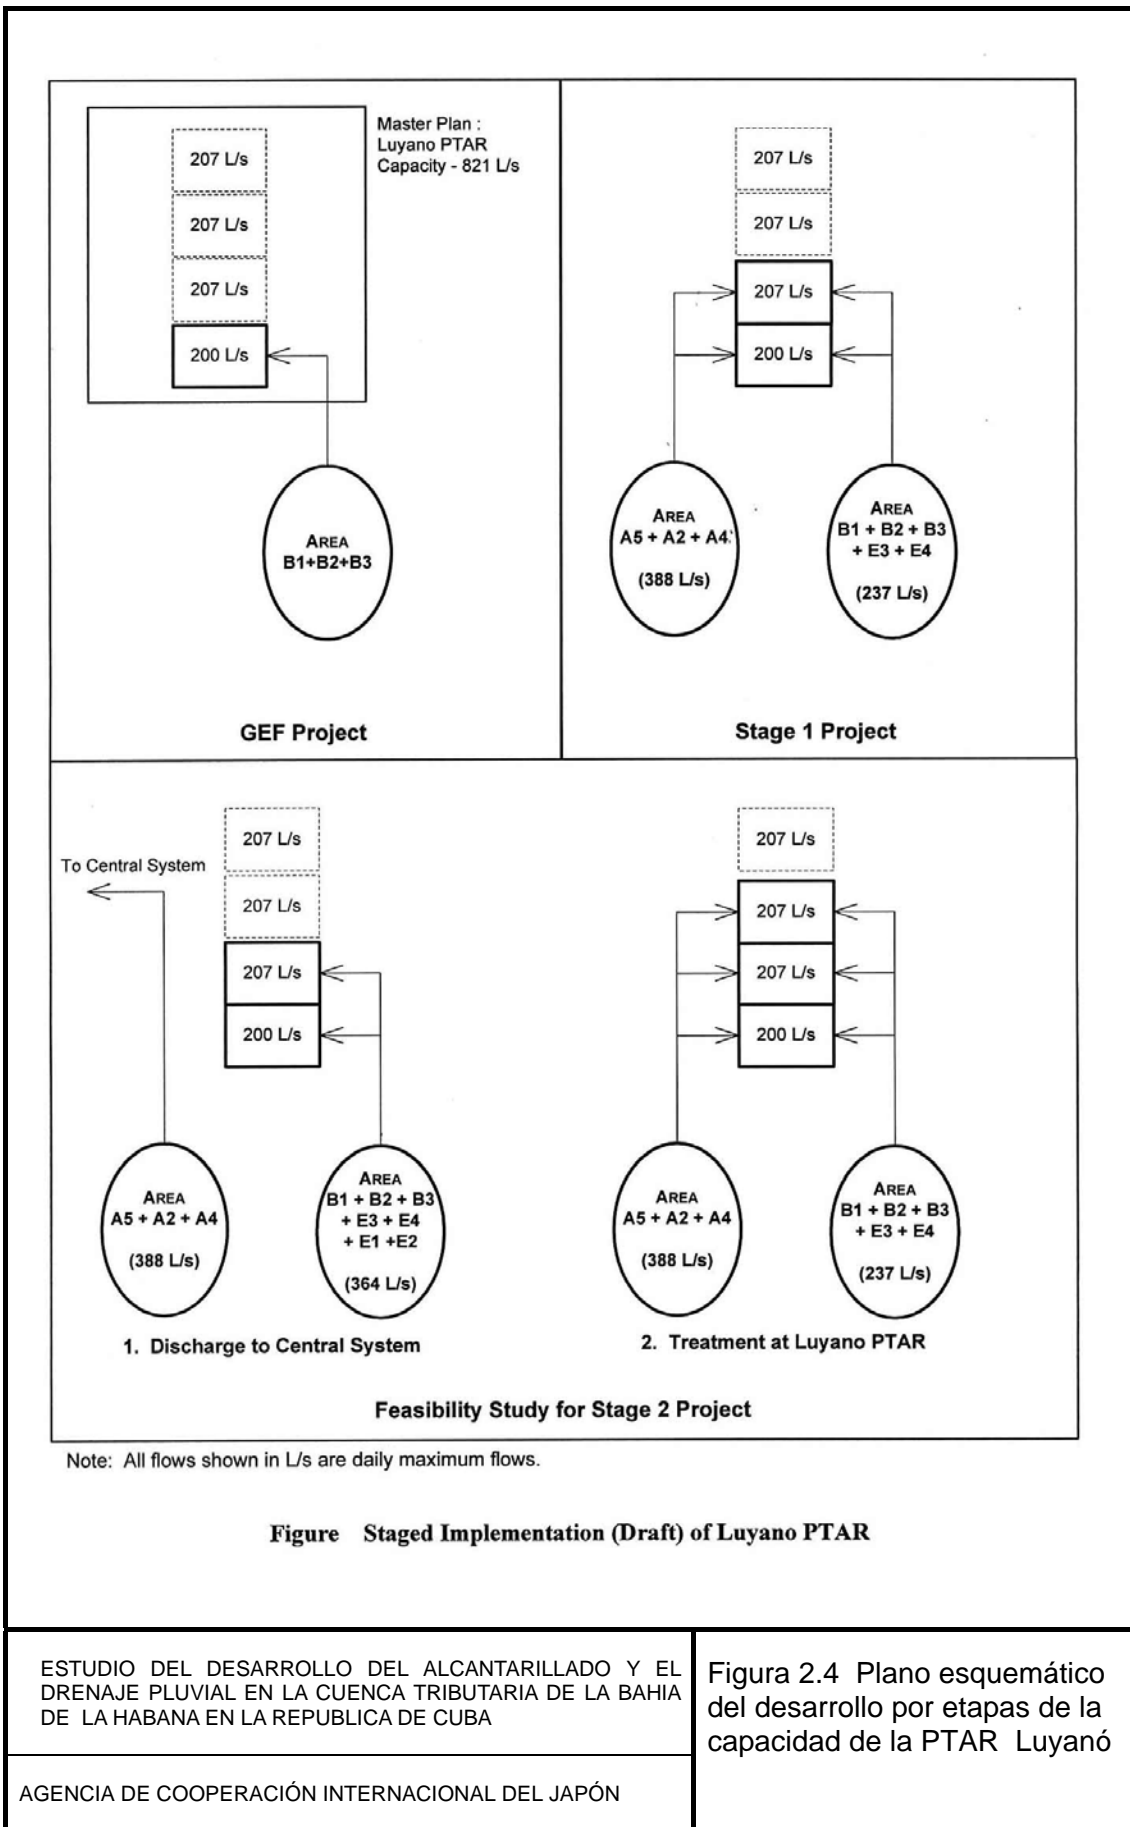 Master Plan :
Luyano PTAR
Capacity - 821 L/s
207 L/s
207 L/s
207 L/s
200 L/s
AREA
B1+B2+B3
GEF Project
207 L/s
207 L/s
207 L/s
200 L/s
AREA
A5 + A2 + A4
(388 L/s)
AREA
B1 + B2 + B3
+ E3 + E4
(237 L/s)
Stage 1 Project
To Central System
207 L/s
207 L/s
207 L/s
200 L/s
AREA
A5 + A2 + A4
(388 L/s)
AREA
B1 + B2 + B3
+ E3 + E4
+ E1 +E2
(364 L/s)
1. Discharge to Central System
207 L/s
207 L/s
207 L/s
200 L/s
AREA
A5 + A2 + A4
(388 L/s)
AREA
B1 + B2 + B3
+ E3 + E4
(237 L/s)
2. Treatment at Luyano PTAR
Feasibility Study for Stage 2 Project
Note: All flows shown in L/s are daily maximum flows.
Figure Staged Implementation (Draft) of Luyano PTAR
ESTUDIO DEL DESARROLLO DEL ALCANTARILLADO Y EL
DRENAJE PLUVIAL EN LA CUENCA TRIBUTARIA DE LA BAHIA
DE LA HABANA EN LA REPUBLICA DE CUBA
AGENCIA DE COOPERACIÓN INTERNACIONAL DEL JAPÓN
Figura 2.4 Plano esquemático
del desarrollo por etapas de la
capacidad de la PTAR Luyanó